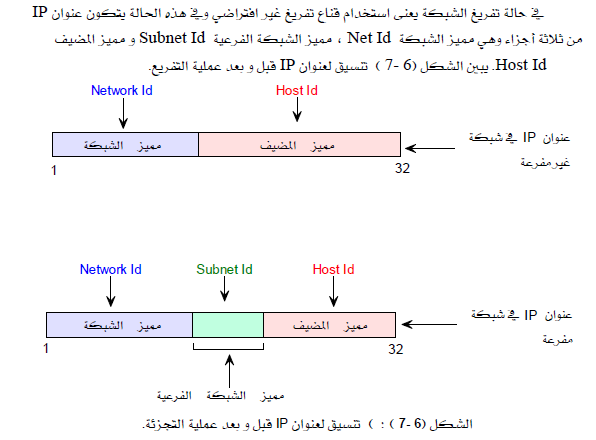 في حالة تفريغ الشبكة يعنى استخدام قناع تفريغ غير افتراضي وفي هذه الحالة يتكون عنوان IP
من ثلاثة أجزاء وهي مميز الشبكة Net Id ، مميز الشبكة الفرعية Subnet Id و مميز المضيف
Host Id. يبين الشكل (6 -7 ) تنسيق لعنوان IP قبل و بعد عملية التفريع.
Network Id Host Id
مميز الشبكة مميز المضيف
عنوان IP في شبكة
غير مفرعة
1 32
Network Id Subnet Id Host Id
مميز الشبكة مميز المضيف
عنوان IP في شبكة
مفرعة
1 32
مميز الشبكة الفرعية
الشكل (6 -7 ) : ) تنسيق لعنوان IP قبل و بعد عملية التجزئة.